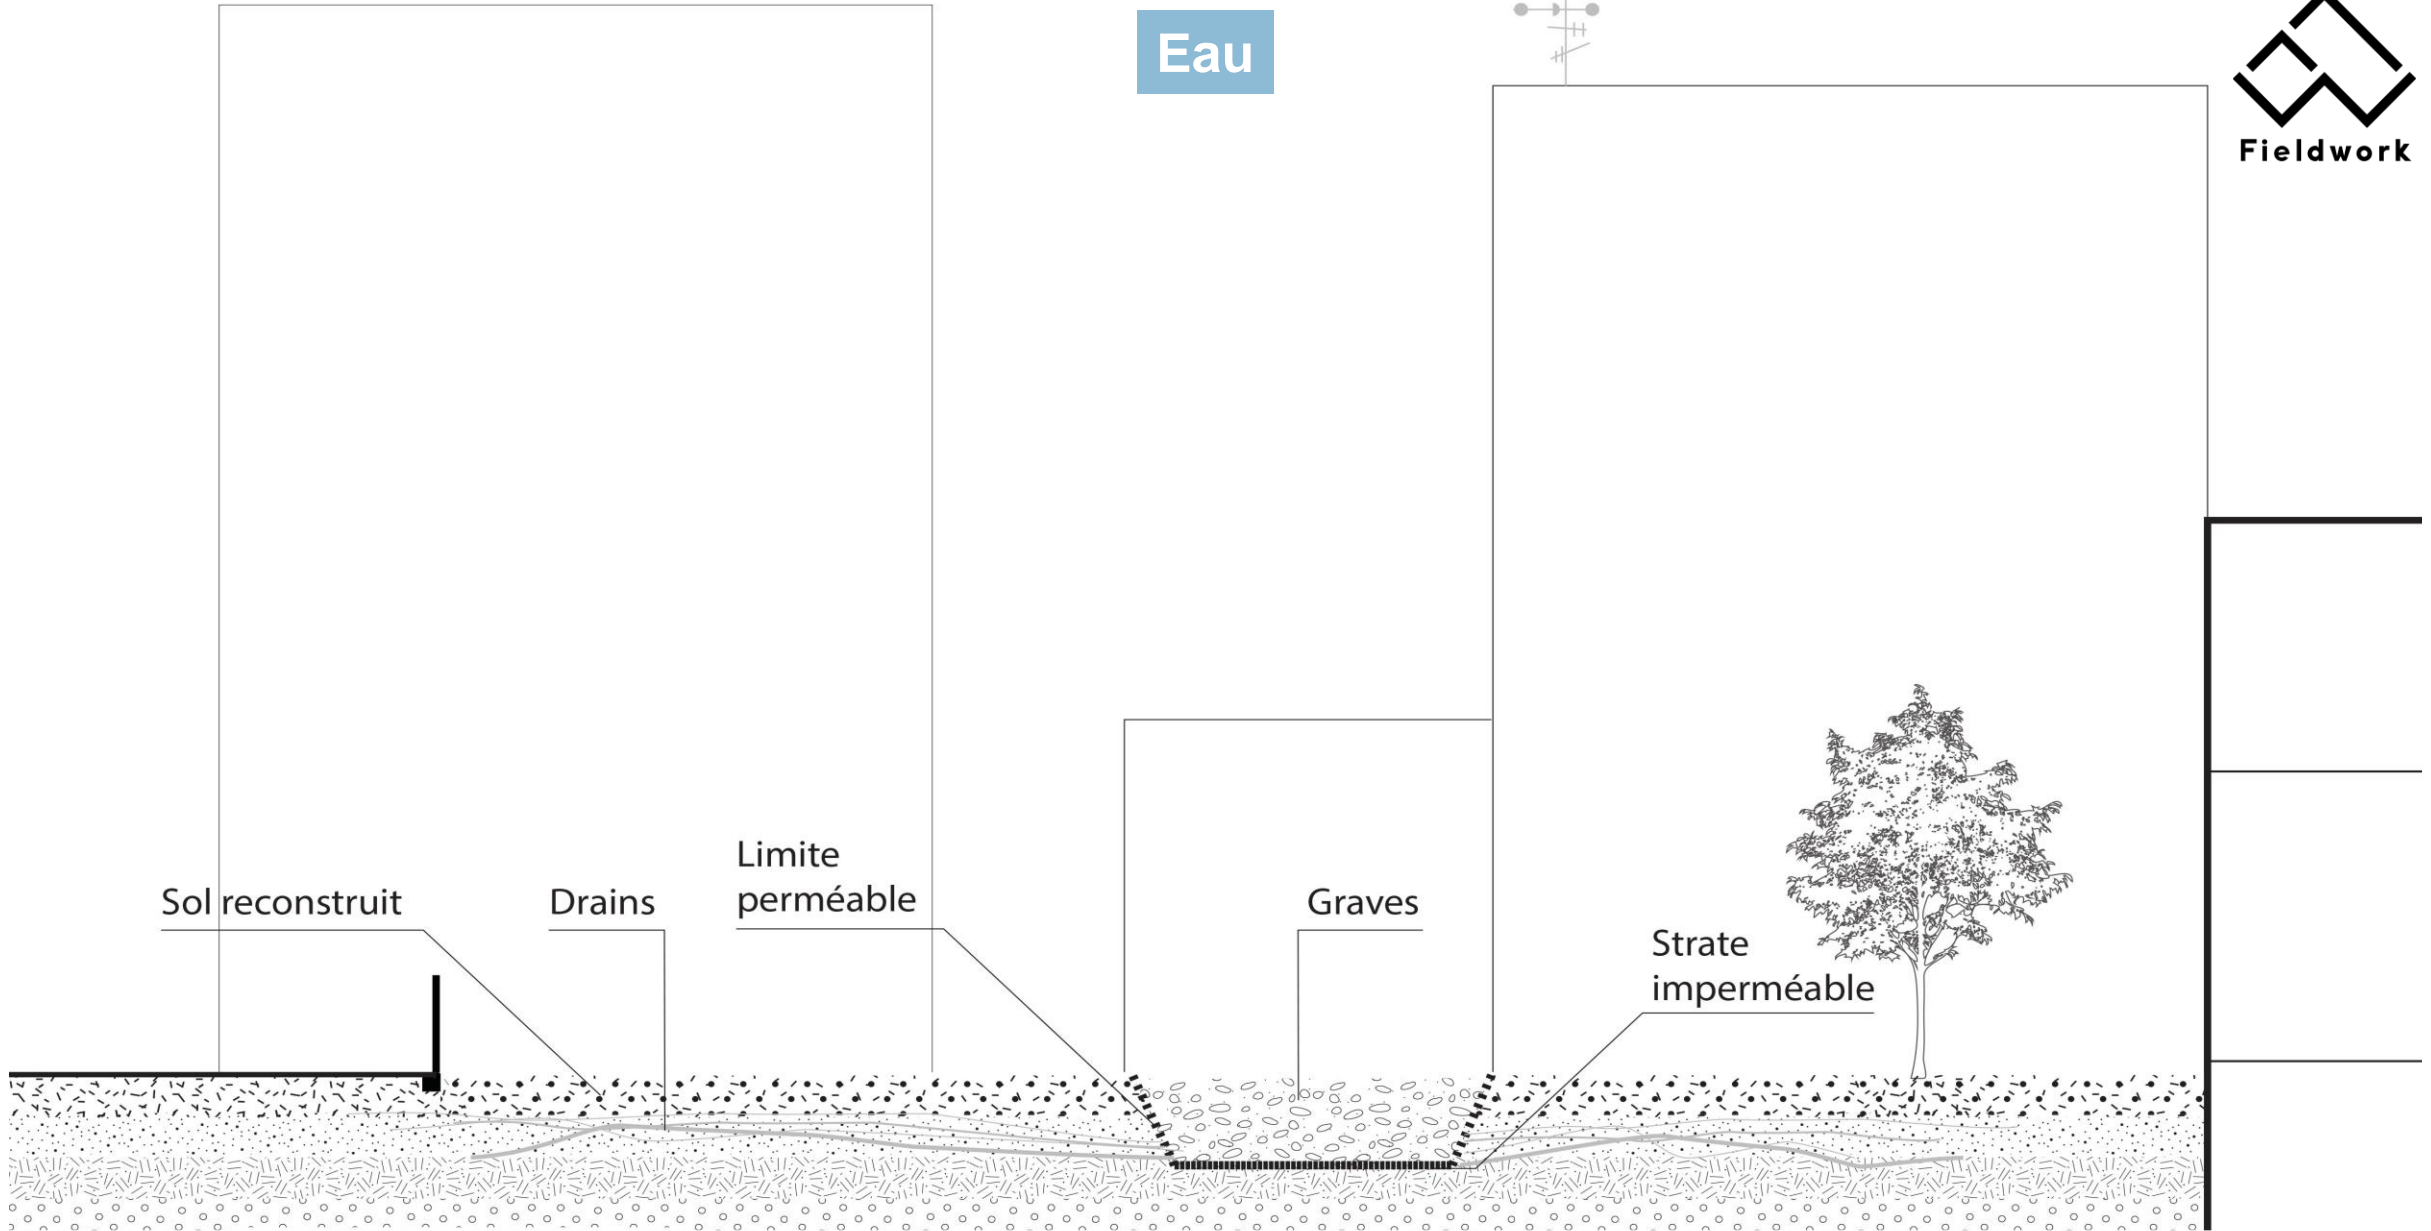 Eau
Fieldwork
Limite
perméable
Sol reconstruit
Drains
Graves
Strate
imperméable